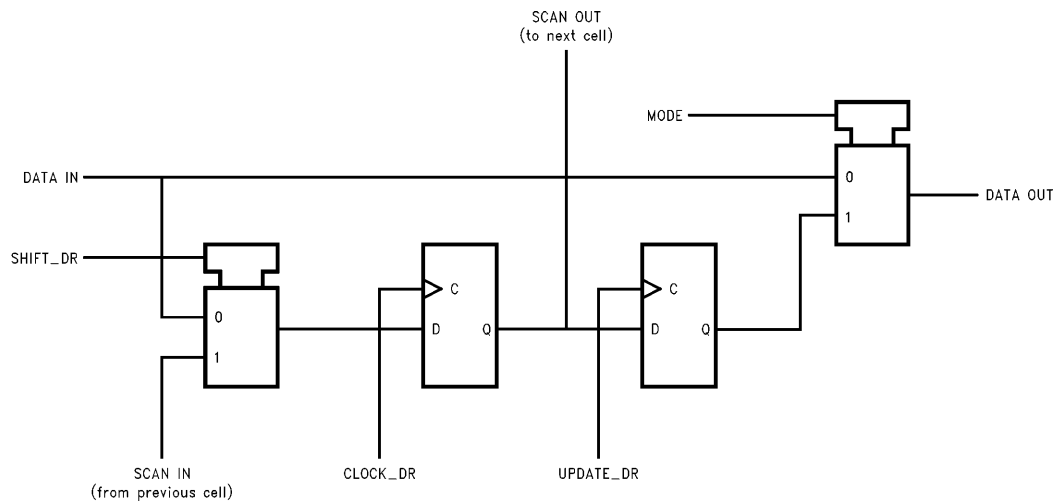 SCAN OUT
(to next cell)
MODE
DATA IN
0
DATA OUT
1
SHIFT_DR
C
C
0
D
Q
D
Q
1
SCAN IN
(from previous cell)
CLOCK_DR
UPDATE_DR